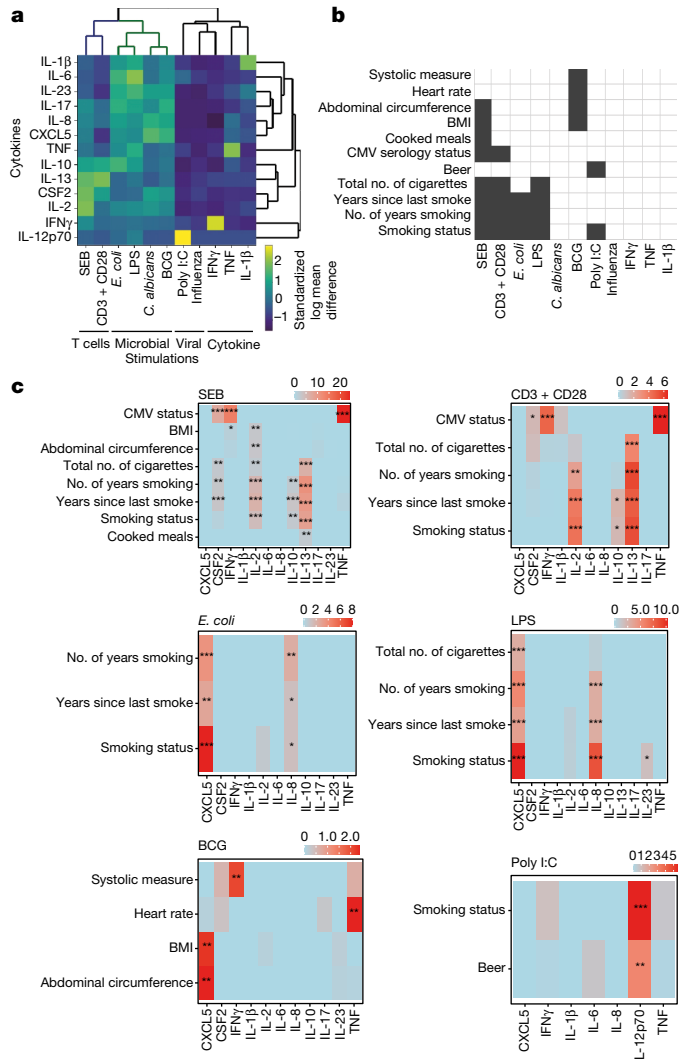 a
Cytokines
IL-1β
IL-6
IL-23
IL-17
IL-8
CXCL5
TNF
IL-10
IL-13
CSF2
IL-2
IFNγ
IL-12p70
SEB
CD3 + CD28
E. coli
LPS
C. albicans
BCG
Poly I:C
Influenza
IFNγ
TNF
IL-1β
T cells
Microbial
Viral
Cytokine
Stimulations
2
1
0
−1
Standardized
log mean
difference
b
Systolic measure
Heart rate
Abdominal circumference
BMI
Cooked meals
CMV serology status
Beer
Total no. of cigarettes
Years since last smoke
No. of years smoking
Smoking status
SEB
CD3 + CD28
E. coli
LPS
C. albicans
BCG
Poly I:C
Influenza
IFNγ
TNF
IL-1β
c
SEB
0 10 20
CMV status
*** *** ***
BMI
* **
Abdominal circumference
**
Total no. of cigarettes
** ** ***
No. of years smoking
** *** ** ***
Years since last smoke
*** *** *** ***
Smoking status
*** ** ***
Cooked meals
**
CXCL5
CSF2
IFNγ
IL-1β
IL-2
IL-6
IL-8
IL-10
IL-13
IL-17
IL-23
TNF
CD3 + CD28
0 2 4 6
CMV status
* *** ***
Total no. of cigarettes
***
No. of years smoking
** ***
Years since last smoke
*** * ***
Smoking status
*** * ***
CXCL5
CSF2
IFNγ
IL-1β
IL-2
IL-6
IL-8
IL-10
IL-13
IL-17
TNF
E. coli
0 2 4 6 8
No. of years smoking
*** **
Years since last smoke
** *
Smoking status
*** *
CXCL5
CSF2
IFNγ
IL-1β
IL-2
IL-6
IL-8
IL-10
IL-17
IL-23
TNF
LPS
0 5.0 10.0
Total no. of cigarettes
***
No. of years smoking
*** ***
Years since last smoke
*** ***
Smoking status
*** *** *
CXCL5
CSF2
IFNγ
IL-1β
IL-2
IL-6
IL-8
IL-10
IL-13
IL-17
IL-23
TNF
BCG
0 1.0 2.0
Systolic measure
**
Heart rate
**
BMI
**
Abdominal circumference
**
CXCL5
CSF2
IFNγ
IL-1β
IL-2
IL-6
IL-8
IL-10
IL-17
IL-23
TNF
Poly I:C
0 1 2 3 4 5
Smoking status
***
Beer
**
CXCL5
IFNγ
IL-1β
IL-6
IL-8
L-12p70
TNF